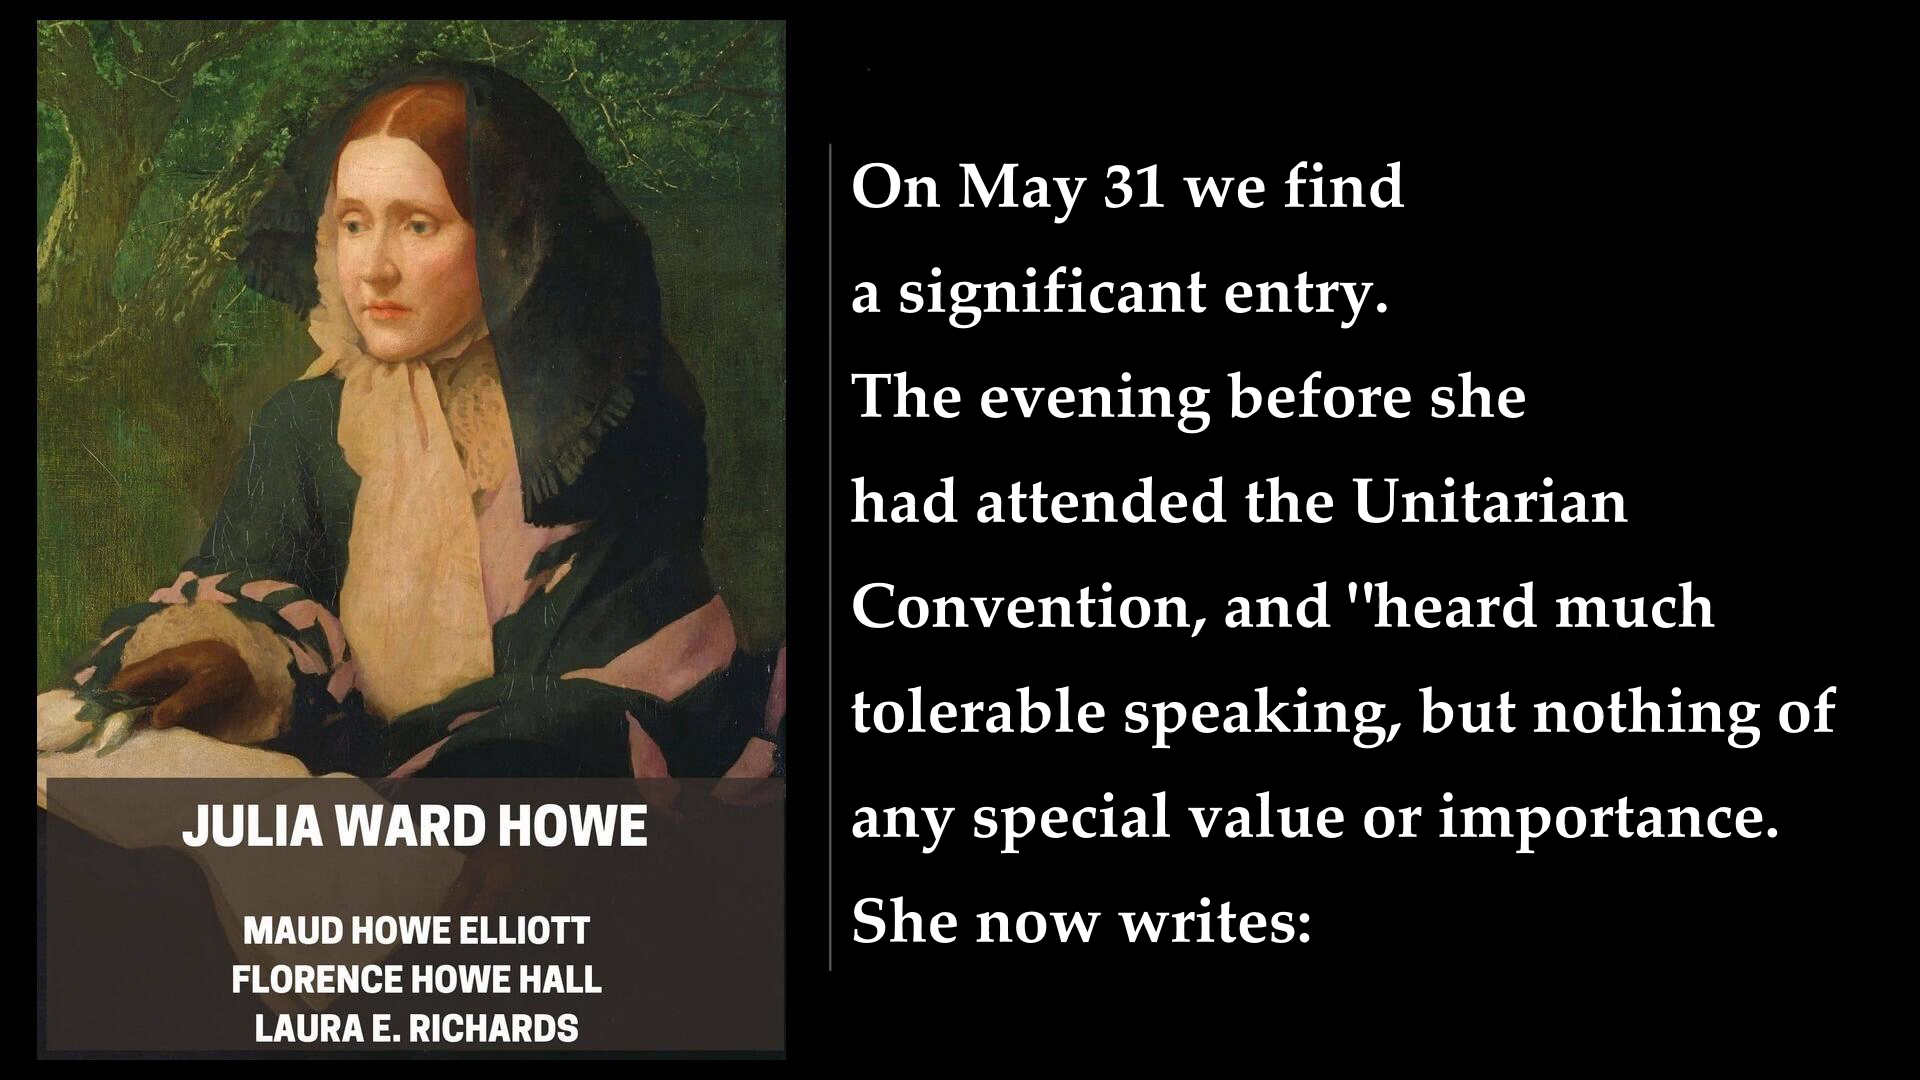 JULIA WARD HOWE
MAUD HOWE ELLIOTT
FLORENCE HOWE HALL
LAURA E. RICHARDS
On May 31 we find
a significant entry.
The evening before she
had attended the Unitarian
Convention, and "heard much
tolerable speaking, but nothing of
any special value or importance.
She now writes: